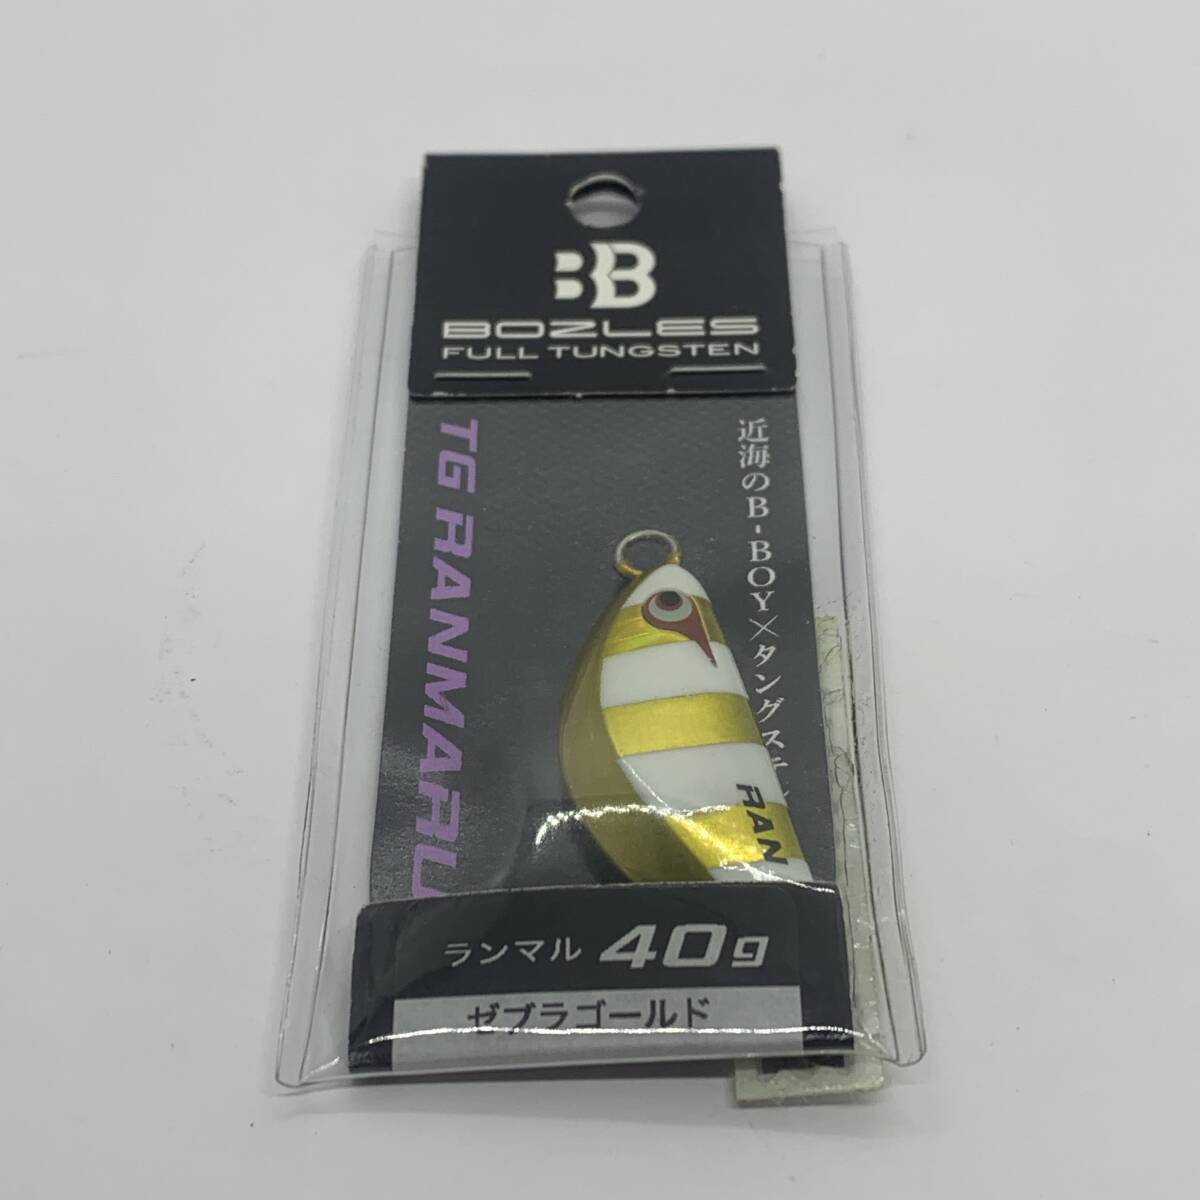 BB
BOZLES
FULL TUNGSTEN
TG RANMARU
近海のB-BOY×タングステン
RAN
ランマル 40g
ゼブラゴールド